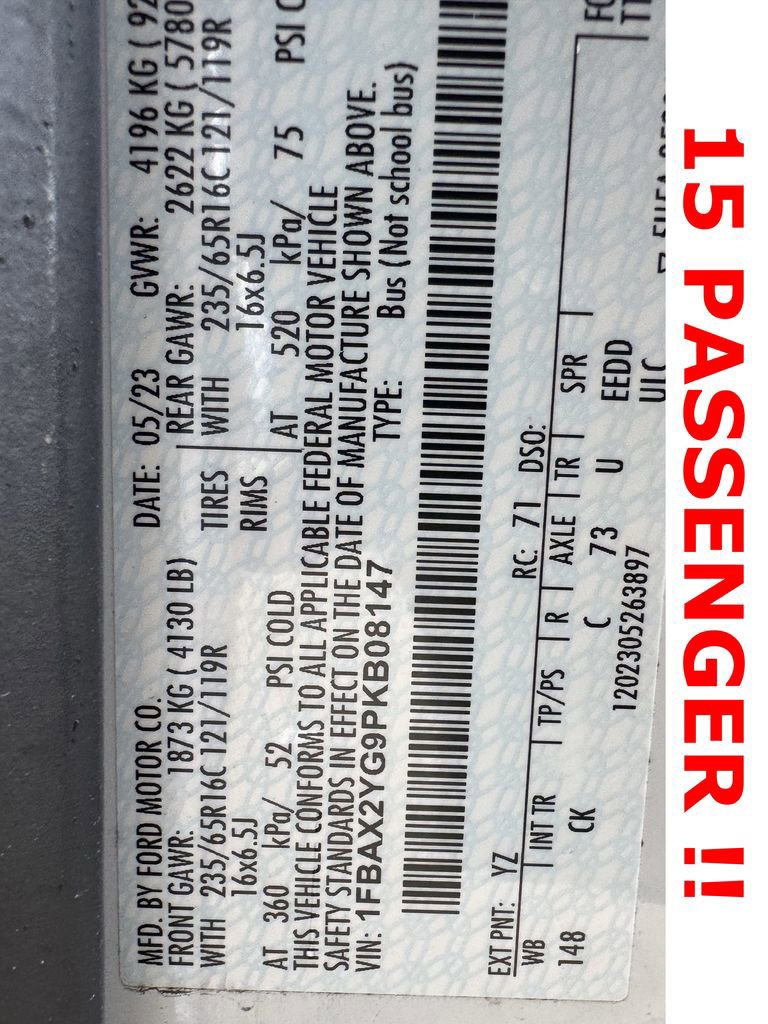 MFD. BY FORD MOTOR CO.
DATE: 05/23 GVWR: 4196 KG ( 92
FRONT GAWR: 1873 KG ( 4130 LB)
REAR GAWR: 2622 KG ( 5780
WITH 235/65R16C 121/119R
TIRES WITH 235/65R16C 121/119R
16x6.5J
RIMS 16x6.5J
AT 360 kPa/ 52 PSI COLD
AT 520 kPa/ 75 PSI C
THIS VEHICLE CONFORMS TO ALL APPLICABLE FEDERAL MOTOR VEHICLE
SAFETY STANDARDS IN EFFECT ON THE DATE OF MANUFACTURE SHOWN ABOVE.
VIN: 1FBAX2YG9PKB08147
TYPE: Bus (Not school bus)
EXT PNT: YZ RC: 71 DSO:
WB INT TR TP/PS R AXLE TR SPR
148 CK C 73 U EEDD
1202305263897 UIC
15 PASSENGER !!